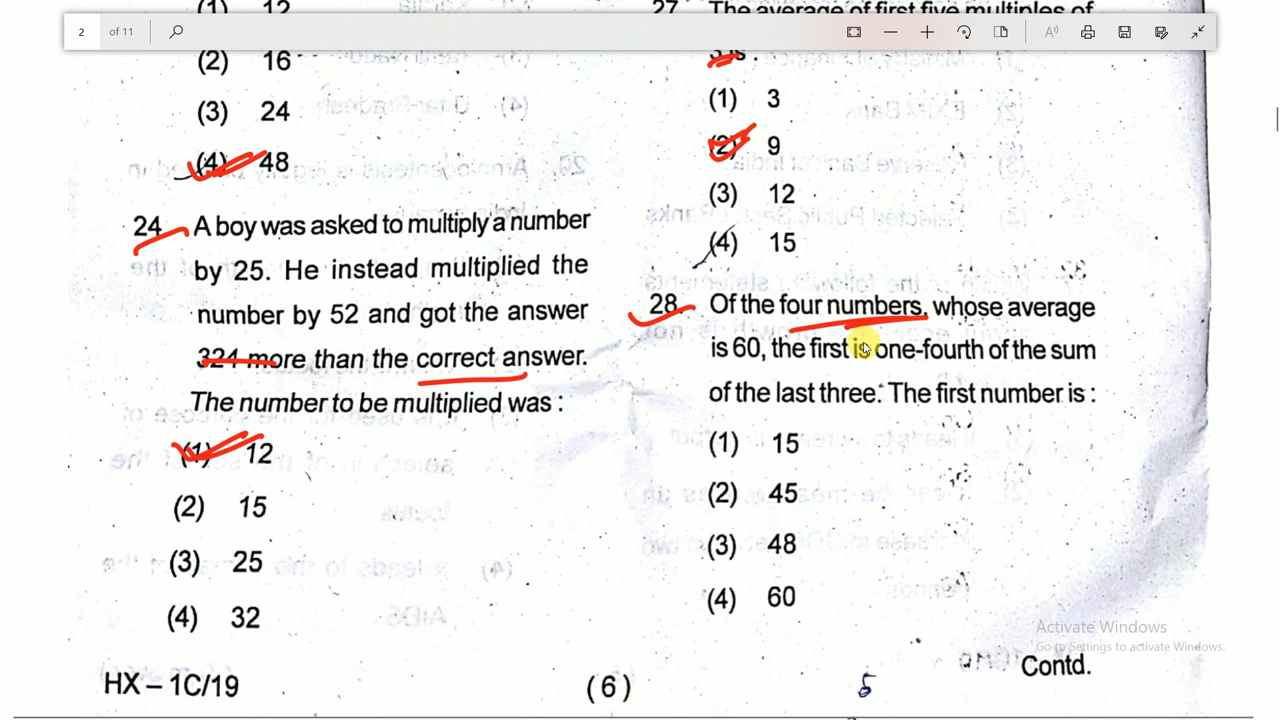 2 of 11
(1) 12
(2) 16
(3) 24
(4) 48
24 A boy was asked to multiply a number
by 25. He instead multiplied the
number by 52 and got the answer
324 more than the correct answer.
The number to be multiplied was :
(1) 12
(2) 15
(3) 25
(4) 32
27 The average of first five multiples of
3 is :
(1) 3
(2) 9
(3) 12
(4) 15
28. Of the four numbers, whose average
is 60, the first is one-fourth of the sum
of the last three. The first number is :
(1) 15
(2) 45
(3) 48
(4) 60
Activate Windows
Go to Settings to activate Windows.
Contd.
HX – 1C/19
(6)
5